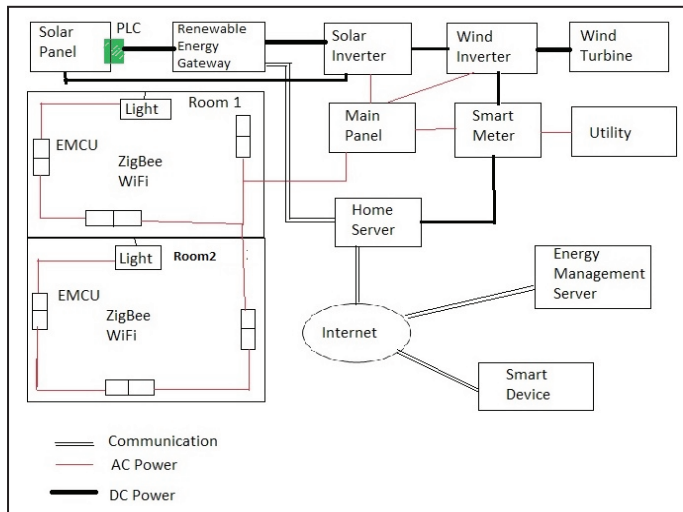 Solar
Panel
PLC
Renewable
Energy
Gateway
Solar
Inverter
Wind
Inverter
Wind
Turbine
Main
Panel
Smart
Meter
Utility
Light
Room 1
EMCU
ZigBee
WiFi
Home
Server
Light
Room2
EMCU
ZigBee
WiFi
Energy
Management
Server
Internet
Smart
Device
Communication
AC Power
DC Power